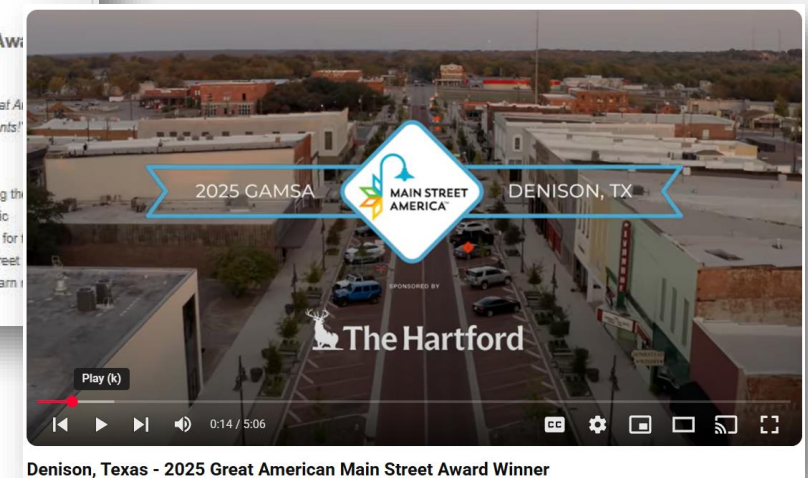 2025 GAMSA
MAIN STREET
AMERICA™
DENISON, TX
SPONSORED BY
The Hartford
Play (k)
0:14 / 5:06
CC
Denison, Texas - 2025 Great American Main Street Award Winner